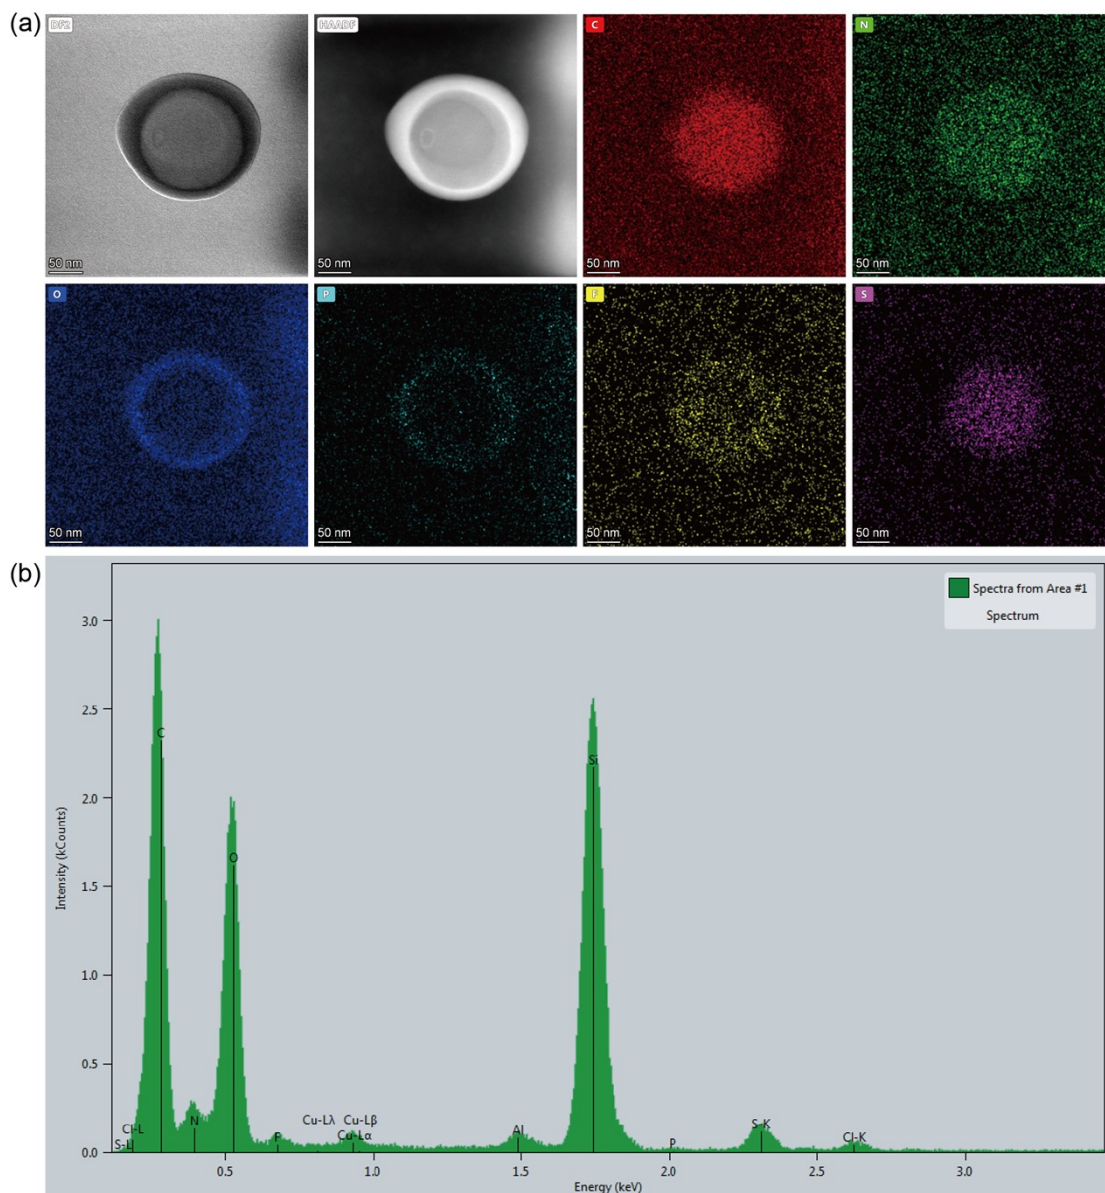 (a)
DF2
HAADF
C
N
50 nm
50 nm
50 nm
50 nm
O
P
F
S
50 nm
50 nm
50 nm
50 nm
(b)
Spectra from Area #1
Spectrum
3.0
2.5
2.0
1.5
1.0
0.5
0.0
Intensity (kCounts)
C
Si
O
Cl-L
S-Ll
N
F
Cu-Lλ
Cu-Lβ
Cu-Lα
Al
P
S-K
Cl-K
0.5
1.0
1.5
2.0
2.5
3.0
Energy (keV)